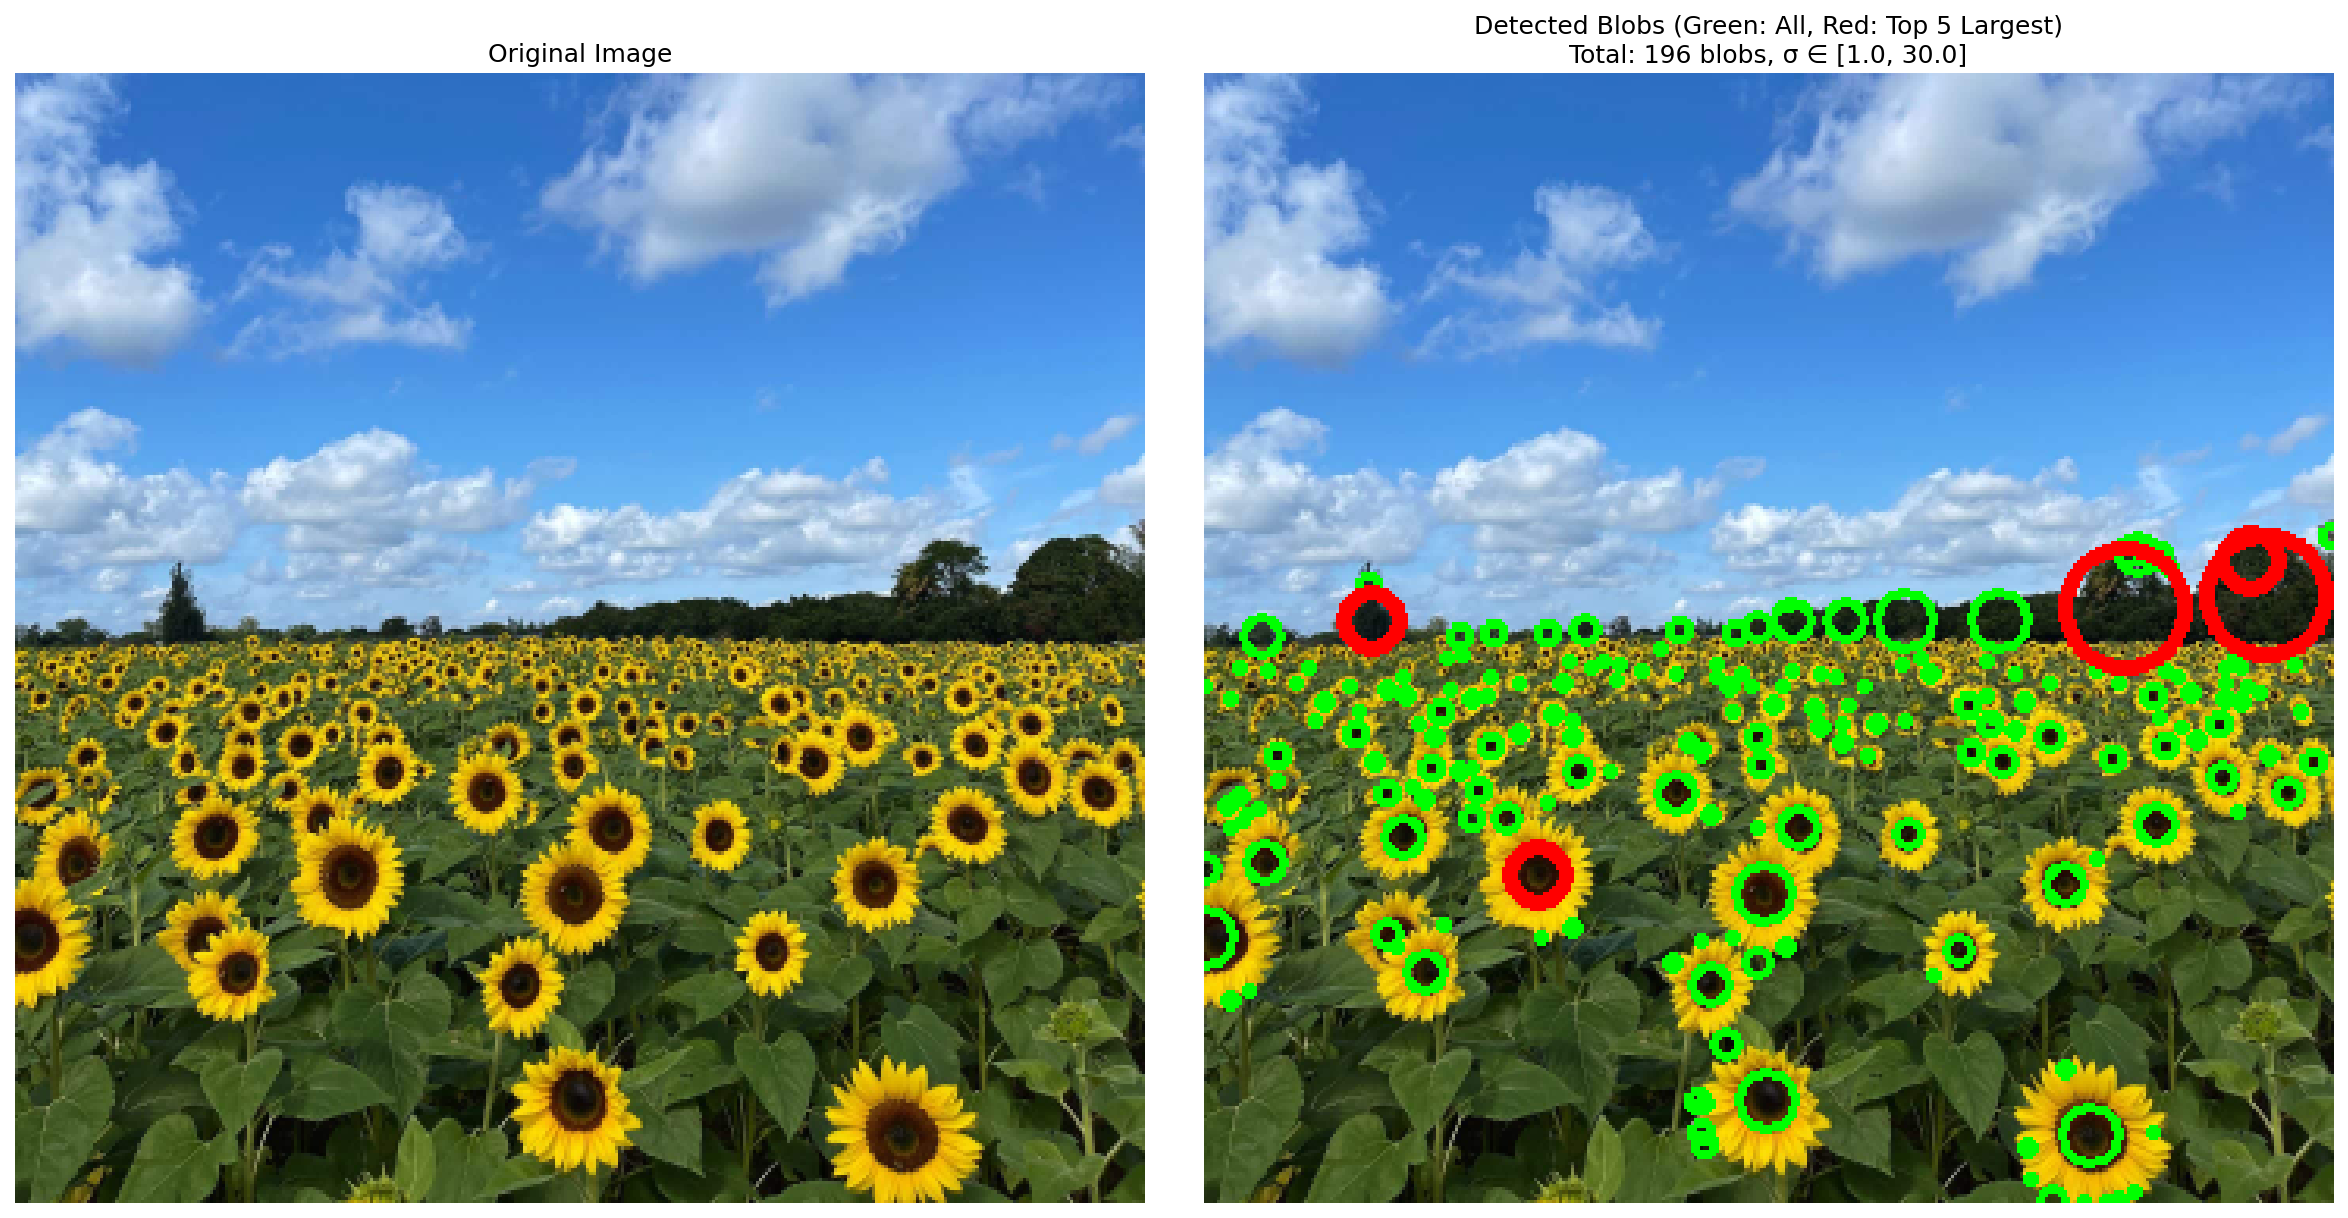 Original Image
Detected Blobs (Green: All, Red: Top 5 Largest)
Total: 196 blobs, σ ∈ [1.0, 30.0]